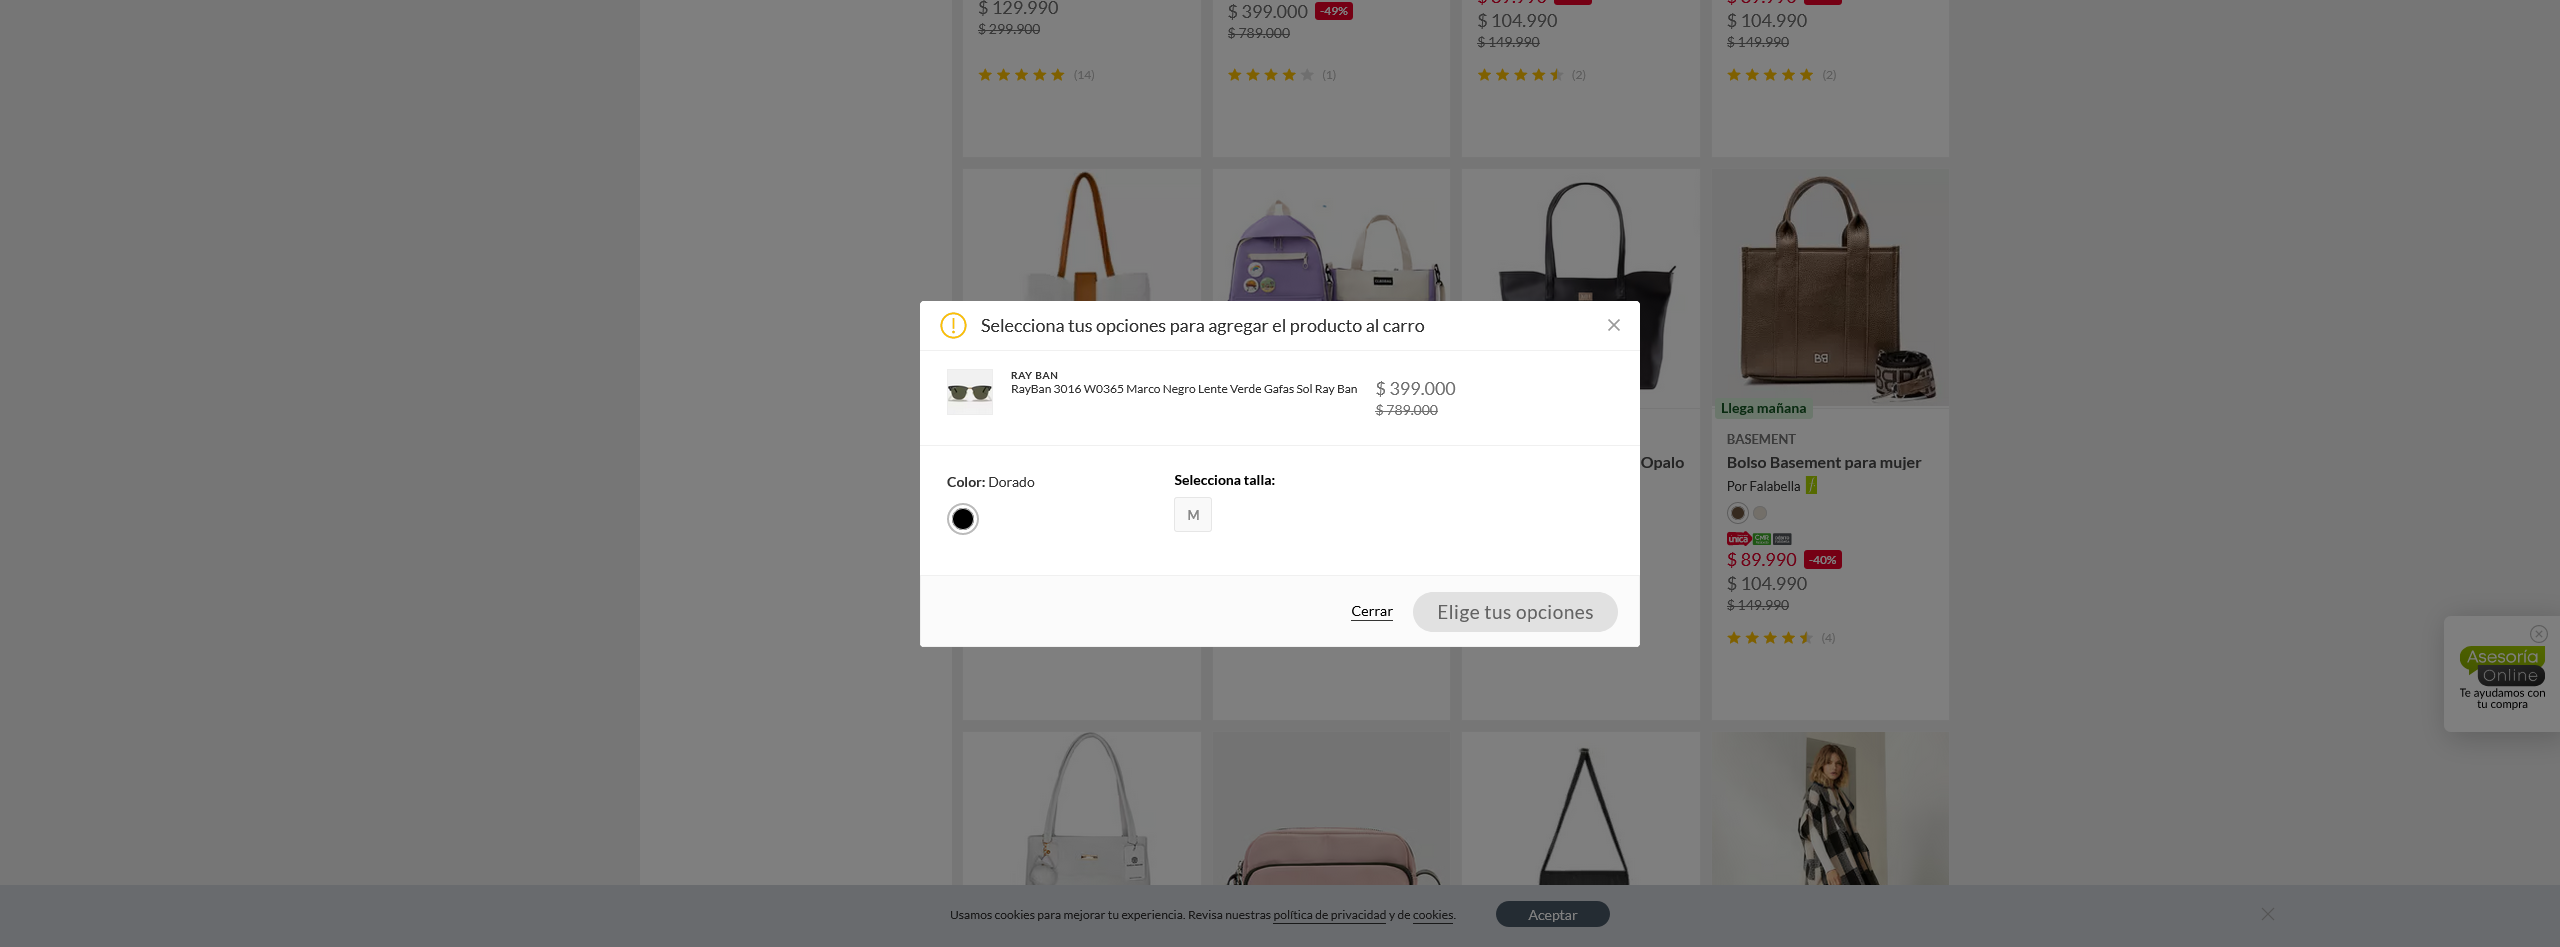 $ 129.990
$ 299.900
(14)
$ 399.000 -49%
$ 789.000
(1)
$ 104.990
$ 149.990
(2)
$ 104.990
$ 149.990
(2)
Selecciona tus opciones para agregar el producto al carro
RAY BAN
RayBan 3016 W0365 Marco Negro Lente Verde Gafas Sol Ray Ban
$ 399.000
$ 789.000
Color: Dorado
Selecciona talla:
M
Cerrar
Elige tus opciones
Opalo
Llega mañana
BASEMENT
Bolso Basement para mujer
Por Falabella
unica CMR
$ 89.990 -40%
$ 104.990
$ 149.990
(4)
Asesoría
Online
Te ayudamos con
tu compra
Usamos cookies para mejorar tu experiencia. Revisa nuestras política de privacidad y de cookies.
Aceptar